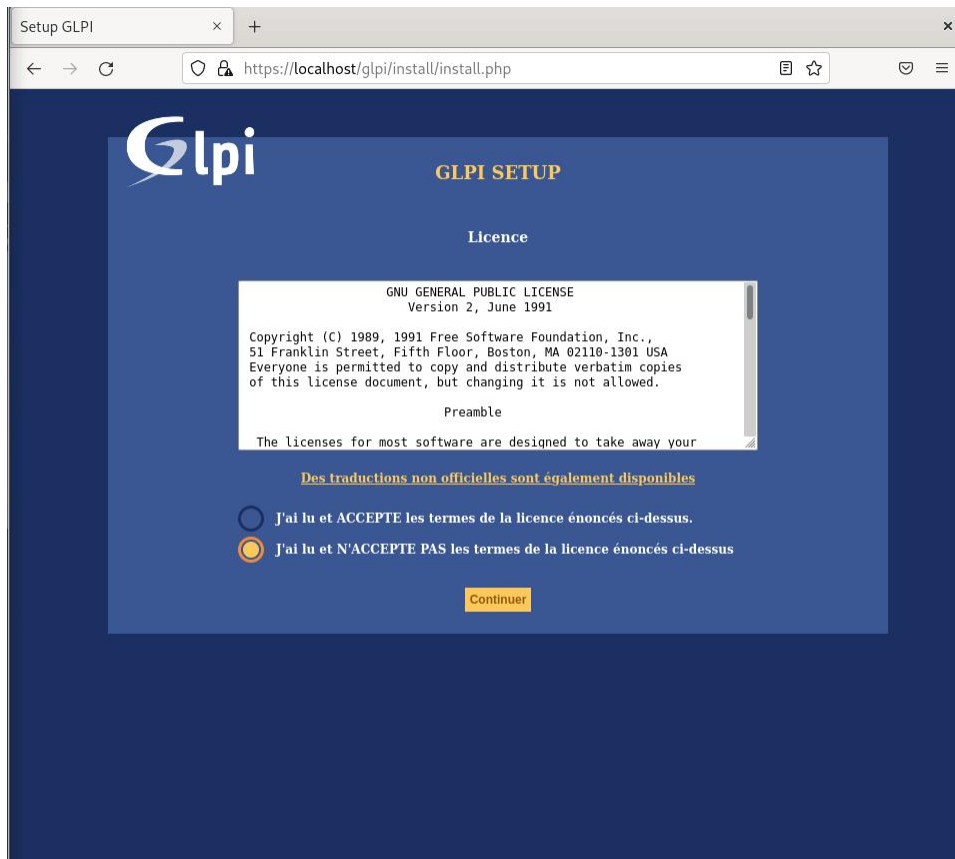 Setup GLPI
https://localhost/glpi/install/install.php
Glpi
GLPI SETUP
Licence
GNU GENERAL PUBLIC LICENSE
Version 2, June 1991
Copyright (C) 1989, 1991 Free Software Foundation, Inc.,
51 Franklin Street, Fifth Floor, Boston, MA 02110-1301 USA
Everyone is permitted to copy and distribute verbatim copies
of this license document, but changing it is not allowed.
Preamble
The licenses for most software are designed to take away your
Des traductions non officielles sont également disponibles
J'ai lu et ACCEPTE les termes de la licence énoncés ci-dessus.
J'ai lu et N'ACCEPTE PAS les termes de la licence énoncés ci-dessus
Continuer